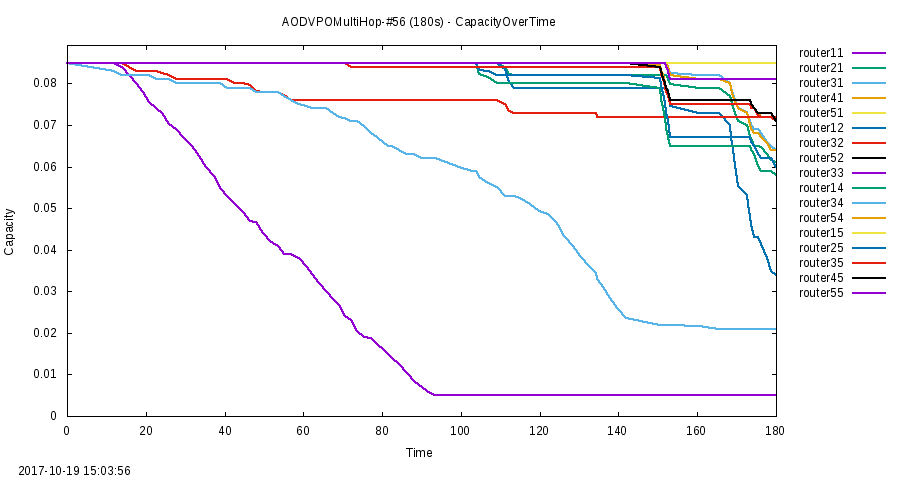 AODVPOMultiHop-#56 (180s) - CapacityOverTime
Capacity
0.08
0.07
0.06
0.05
0.04
0.03
0.02
0.01
0
0 20 40 60 80 100 120 140 160 180
Time
router11
router21
router31
router41
router51
router12
router32
router52
router33
router14
router34
router54
router15
router25
router35
router45
router55
2017-10-19 15:03:56